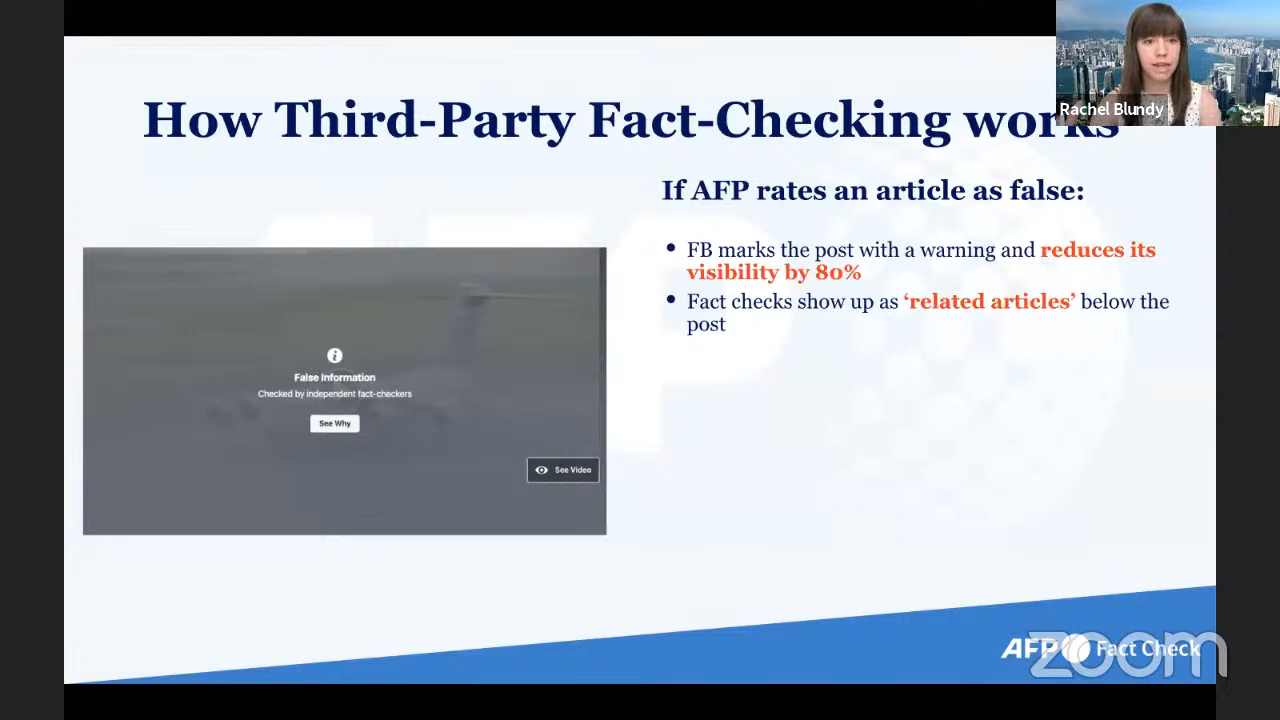 How Third-Party Fact-Checking works
Rachel Blundy
If AFP rates an article as false:
• FB marks the post with a warning and reduces its
visibility by 80%
• Fact checks show up as ‘related articles’ below the
post
False Information
Checked by independent fact-checkers
See Why
See Video
AFP Fact Check
zoom